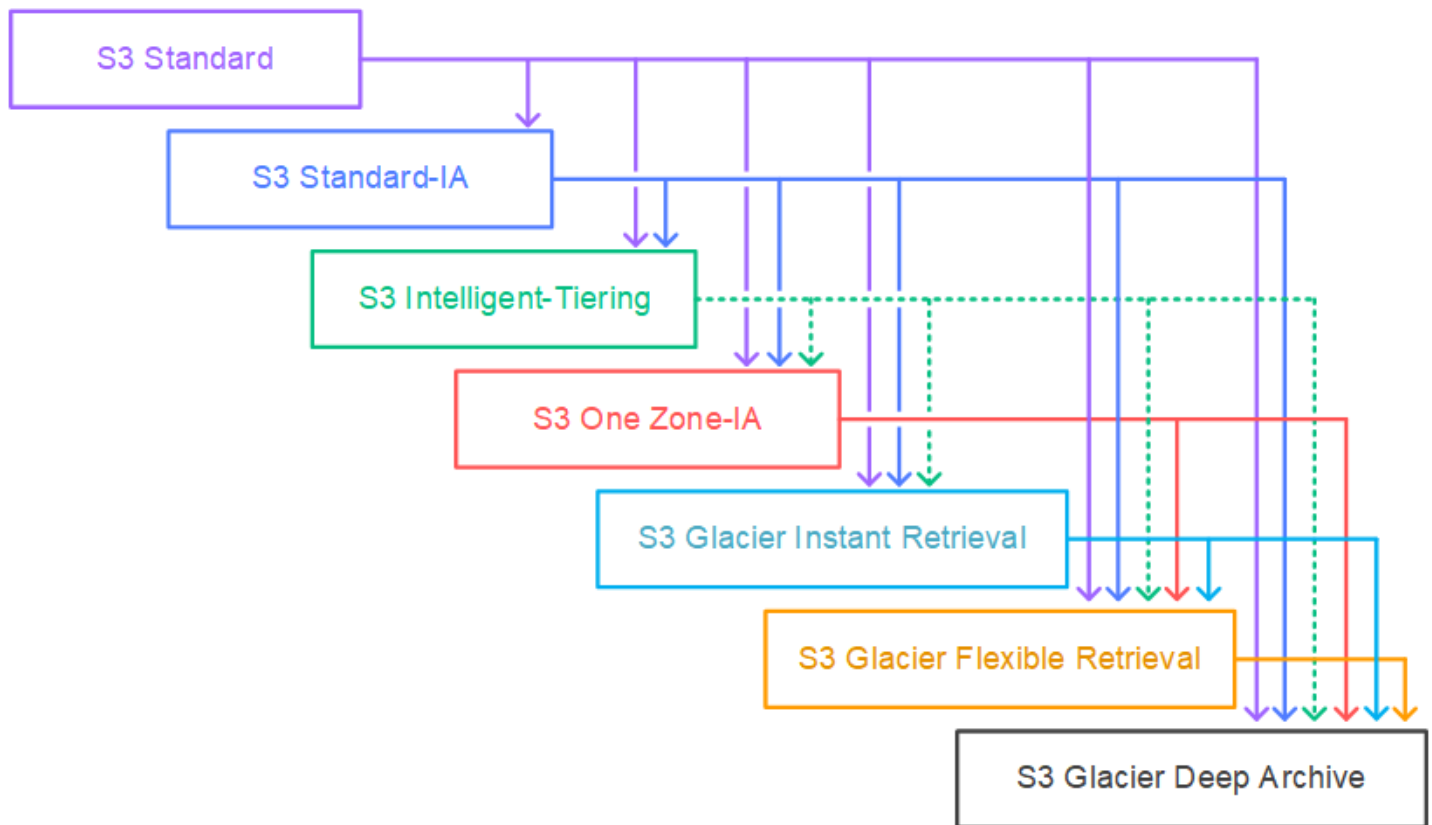 S3 Standard
S3 Standard-IA
S3 Intelligent-Tiering
S3 One Zone-IA
S3 Glacier Instant Retrieval
S3 Glacier Flexible Retrieval
S3 Glacier Deep Archive